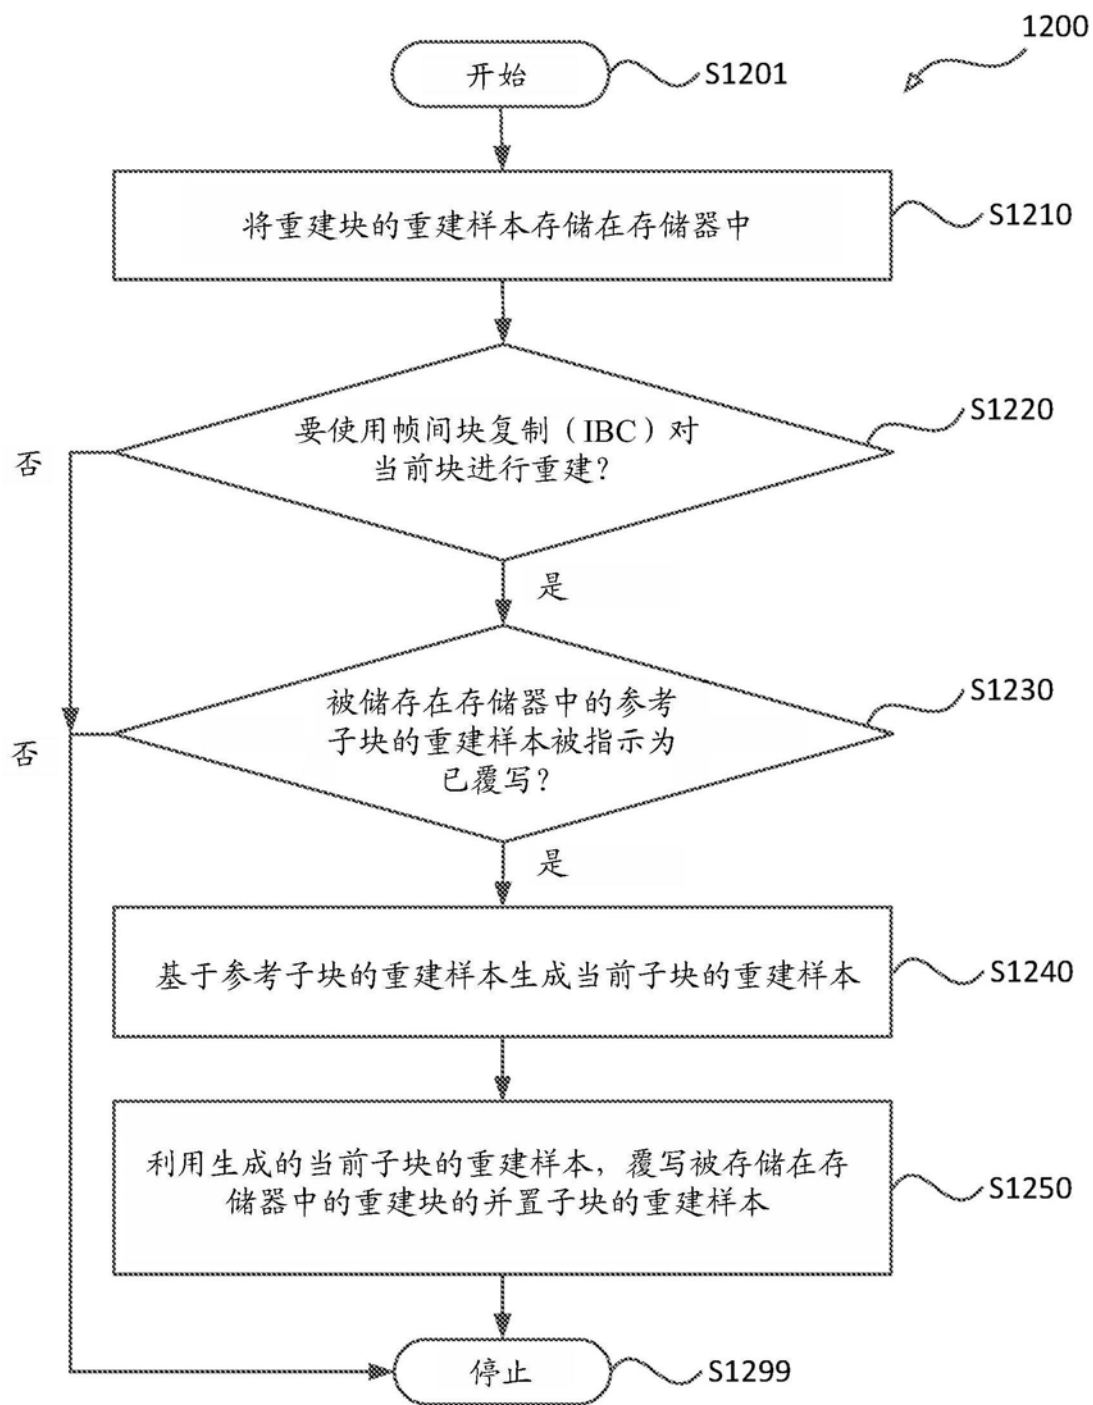 1200
开始
S1201
将重建块的重建样本存储在存储器中
S1210
要使用帧间块复制（IBC）对
当前块进行重建？
S1220
否
是
被储存在存储器中的参考
子块的重建样本被指示为
已覆写？
S1230
否
是
基于参考子块的重建样本生成当前子块的重建样本
S1240
利用生成的当前子块的重建样本，覆写被存储在存
储器中的重建块的并置子块的重建样本
S1250
停止
S1299